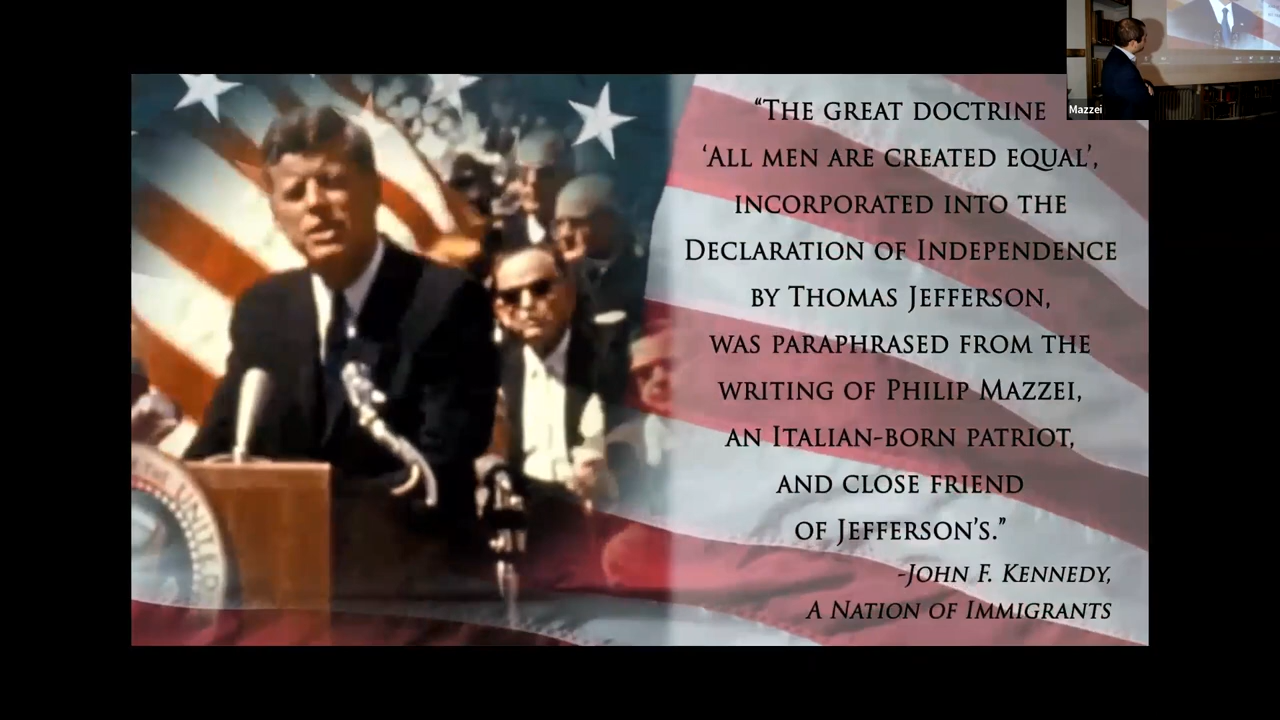 Mazzei
“The great doctrine
‘All men are created equal’,
incorporated into the
Declaration of Independence
by Thomas Jefferson,
was paraphrased from the
writing of Philip Mazzei,
an Italian-born patriot,
and close friend
of Jefferson’s.”
-John F. Kennedy,
A Nation of Immigrants